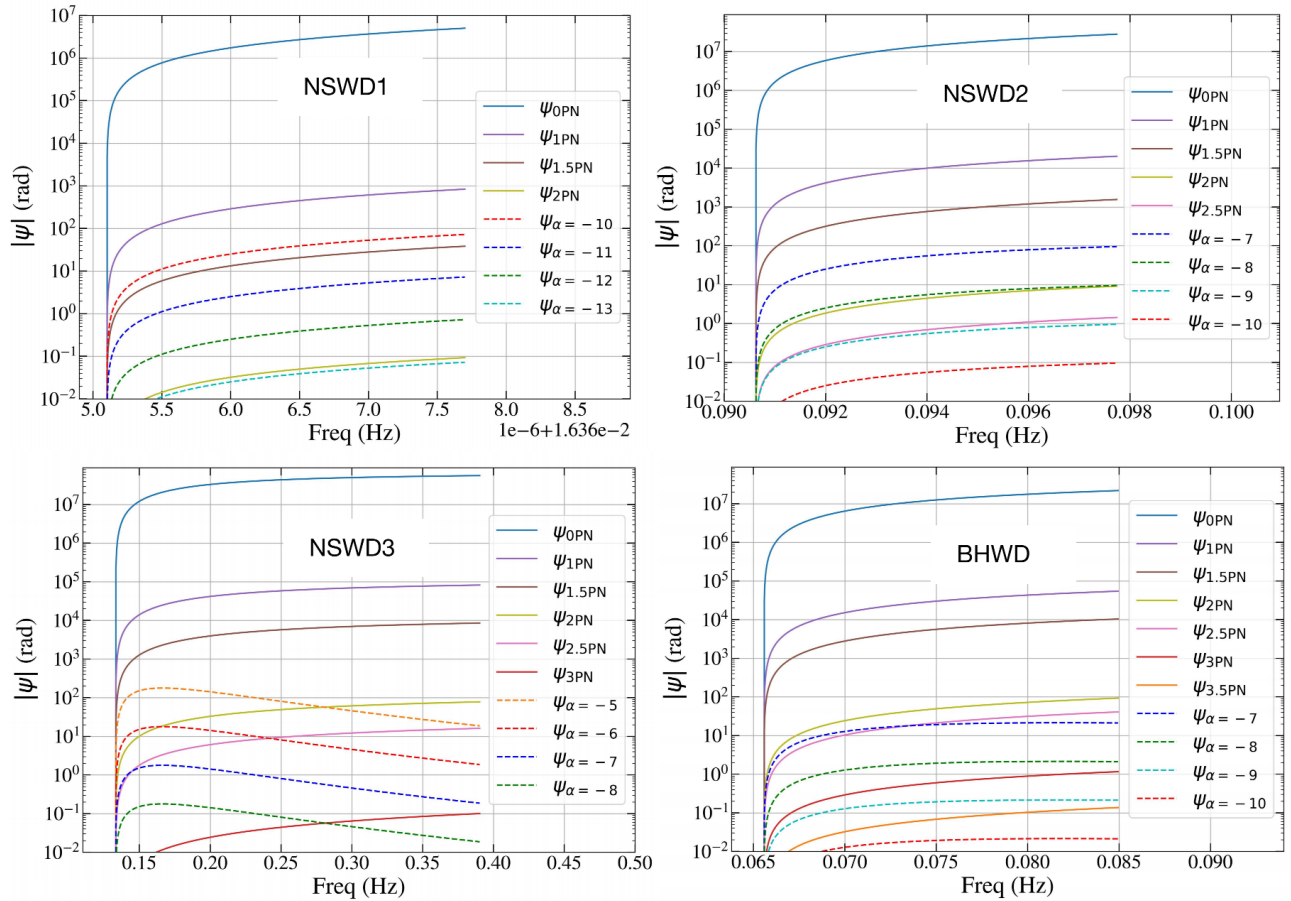 10^7
10^6
10^5
10^4
10^3
10^2
10^1
10^0
10^-1
10^-2
|ψ| (rad)
NSWD1
ψ0PN
ψ1PN
ψ1.5PN
ψ2PN
ψα = −10
ψα = −11
ψα = −12
ψα = −13
5.0 5.5 6.0 6.5 7.0 7.5 8.0 8.5
Freq (Hz)
1e-6+1.636e-2
10^7
10^6
10^5
10^4
10^3
10^2
10^1
10^0
10^-1
10^-2
|ψ| (rad)
NSWD2
ψ0PN
ψ1PN
ψ1.5PN
ψ2PN
ψ2.5PN
ψα = −7
ψα = −8
ψα = −9
ψα = −10
0.090 0.092 0.094 0.096 0.098 0.100
Freq (Hz)
10^7
10^6
10^5
10^4
10^3
10^2
10^1
10^0
10^-1
10^-2
|ψ| (rad)
NSWD3
ψ0PN
ψ1PN
ψ1.5PN
ψ2PN
ψ2.5PN
ψ3PN
ψα = −5
ψα = −6
ψα = −7
ψα = −8
0.15 0.20 0.25 0.30 0.35 0.40 0.45 0.50
Freq (Hz)
10^7
10^6
10^5
10^4
10^3
10^2
10^1
10^0
10^-1
10^-2
|ψ| (rad)
BHWD
ψ0PN
ψ1PN
ψ1.5PN
ψ2PN
ψ2.5PN
ψ3PN
ψ3.5PN
ψα = −7
ψα = −8
ψα = −9
ψα = −10
0.065 0.070 0.075 0.080 0.085 0.090
Freq (Hz)